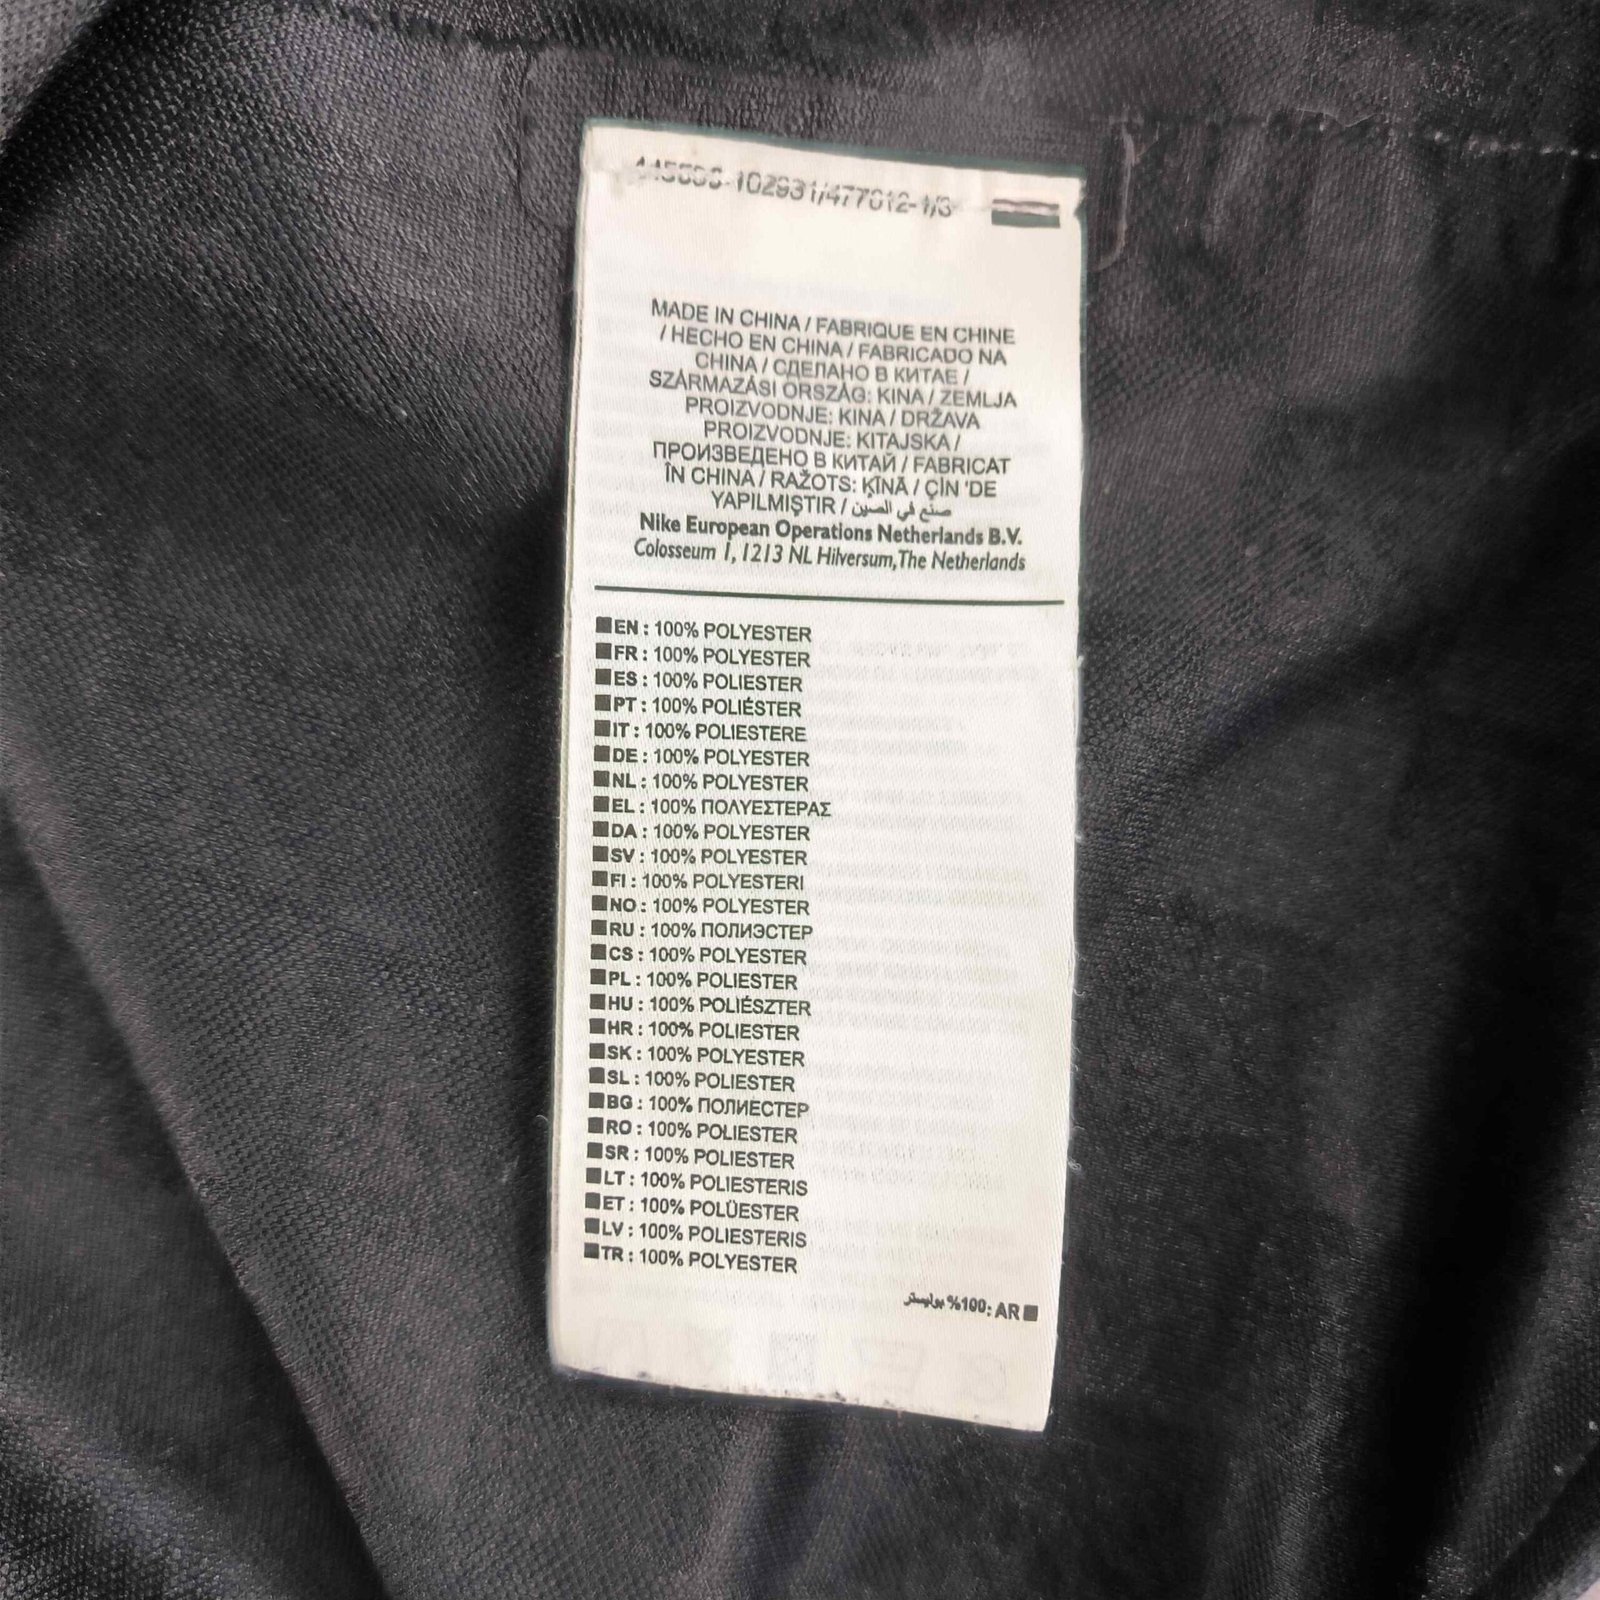 102931/477612-1/3
MADE IN CHINA / FABRIQUE EN CHINE
/ HECHO EN CHINA / FABRICADO NA
CHINA / СДЕЛАНО В КИТАЕ /
SZÁRMAZÁSI ORSZÁG: KINA / ZEMLJA
PROIZVODNJE: KINA / DRŽAVA
PROIZVODNJE: KITAJSKA /
ПРОИЗВЕДЕНО В КИТАЙ / FABRICAT
ÎN CHINA / RAŽOTS: ĶĪNĀ / ÇİN 'DE
YAPILMIŞTIR / صنع في الصين
Nike European Operations Netherlands B.V.
Colosseum 1, 1213 NL Hilversum, The Netherlands
EN : 100% POLYESTER
FR : 100% POLYESTER
ES : 100% POLIESTER
PT : 100% POLIÉSTER
IT : 100% POLIESTERE
DE : 100% POLYESTER
NL : 100% POLYESTER
EL : 100% ΠΟΛΥΕΣΤΕΡΑΣ
DA : 100% POLYESTER
SV : 100% POLYESTER
FI : 100% POLYESTERI
NO : 100% POLYESTER
RU : 100% ПОЛИЭСТЕР
CS : 100% POLYESTER
PL : 100% POLIESTER
HU : 100% POLIÉSZTER
HR : 100% POLIESTER
SK : 100% POLYESTER
SL : 100% POLIESTER
BG : 100% ПОЛИЕСТЕР
RO : 100% POLIESTER
SR : 100% POLIESTER
LT : 100% POLIESTERIS
ET : 100% POLÜESTER
LV : 100% POLIESTERIS
TR : 100% POLYESTER
AR :100% بوليستر